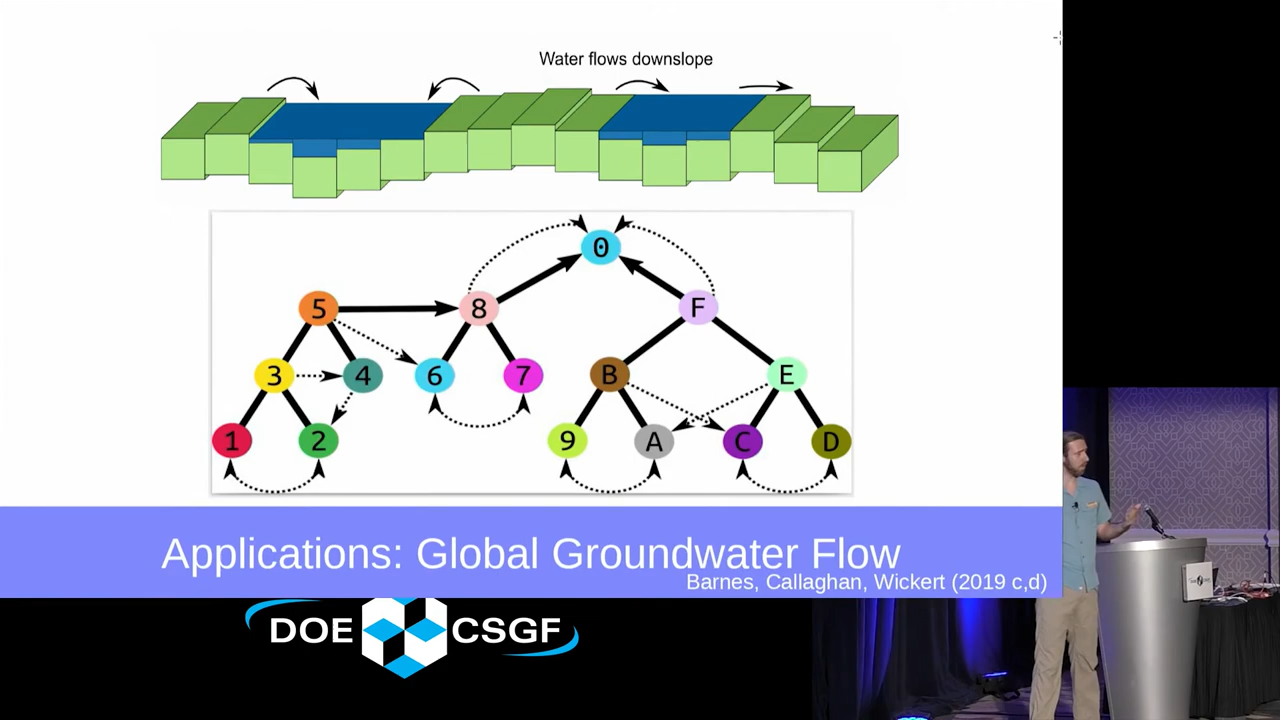 Water flows downslope
0
5
8
F
3
4
6
7
B
E
1
2
9
A
C
D
Applications: Global Groundwater Flow
Barnes, Callaghan, Wickert (2019 c,d)
DOE CSGF